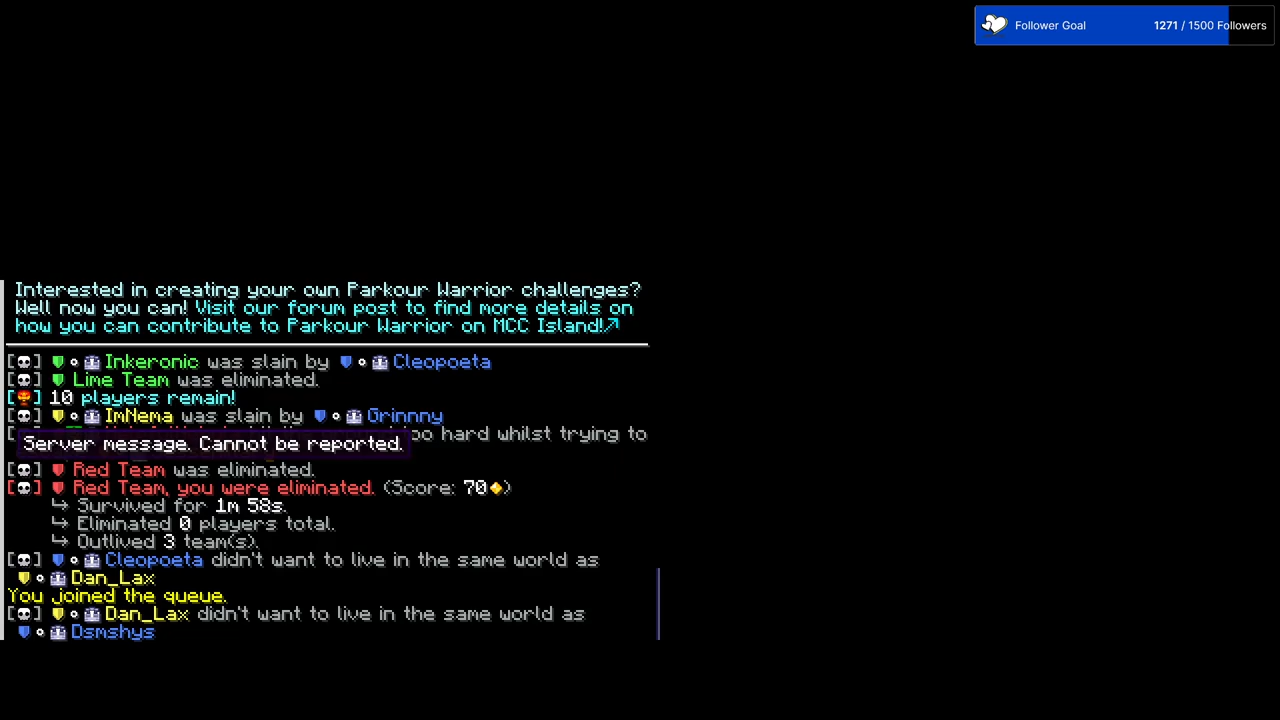 Follower Goal 1271 / 1500 Followers
Interested in creating your own Parkour Warrior challenges?
Well now you can! Visit our forum post to find more details on
how you can contribute to Parkour Warrior on MCC Island!↗
[☠] Inkeronic was slain by Cleopoeta
[☠] Lime Team was eliminated.
[] 10 players remain!
[☠] ImNema was slain by Grinnny
[ oo hard whilst trying to
Server message. Cannot be reported.
[☠] Red Team was eliminated.
[☠] Red Team, you were eliminated. (Score: 70)
↳ Survived for 1m 58s.
↳ Eliminated 0 players total.
↳ Outlived 3 team(s).
[☠] Cleopoeta didn't want to live in the same world as
Dan_Lax
You joined the queue.
[☠] Dan_Lax didn't want to live in the same world as
Dsmshys